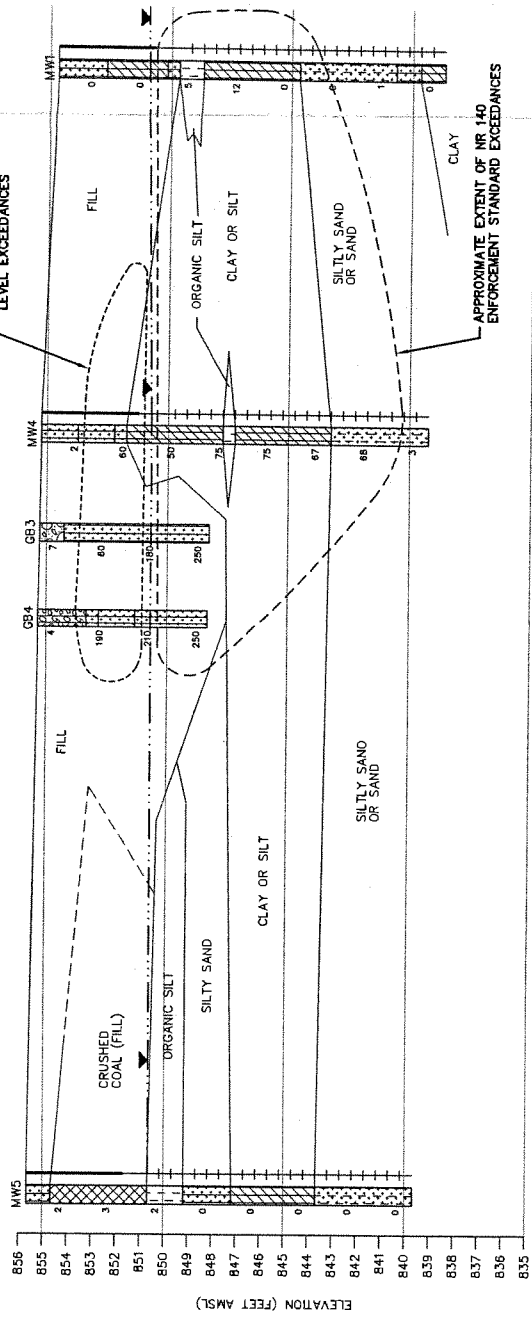 LEVEL EXCEEDANCES
MW5
GB4
GB3
MW4
MW1
856
855
854
853
852
851
850
849
848
847
846
845
844
843
842
841
840
839
838
837
836
835
ELEVATION (FEET AMSL)
2
3
2
0
0
0
0
0
CRUSHED
COAL (FILL)
ORGANIC SILT
SILTY SAND
CLAY OR SILT
SILTLY SAND
OR SAND
FILL
4
190
210
250
7
180
250
2
60
50
75
75
67
68
3
FILL
ORGANIC SILT
CLAY OR SILT
SILTLY SAND
OR SAND
CLAY
0
0
5
12
0
1
0
APPROXIMATE EXTENT OF NR 140
ENFORCEMENT STANDARD EXCEEDANCES